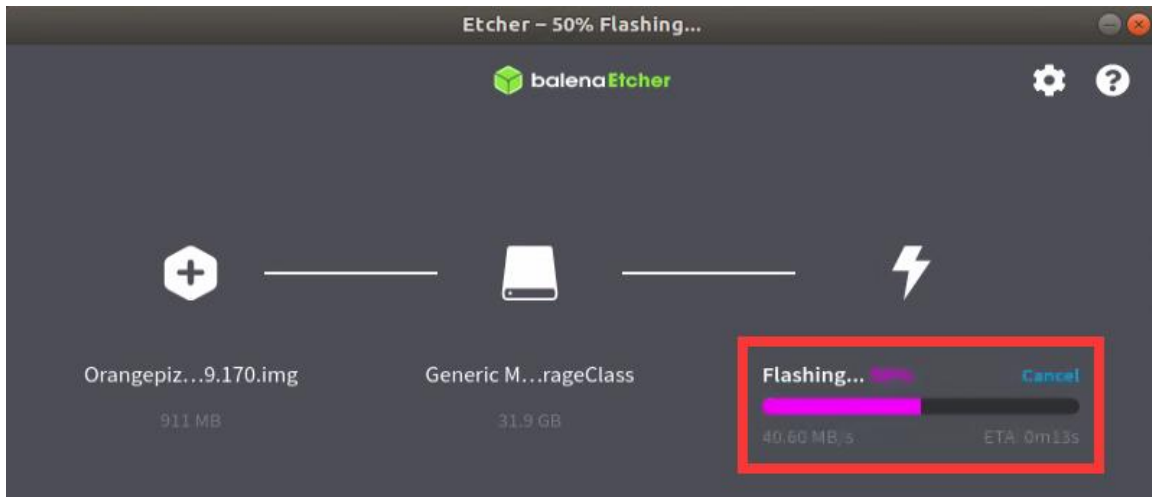 Etcher – 50% Flashing...
balenaEtcher
Orangepiz...9.170.img
911 MB
Generic M...rageClass
31.9 GB
Flashing... 50%
Cancel
40.60 MB/s
ETA: 0m13s